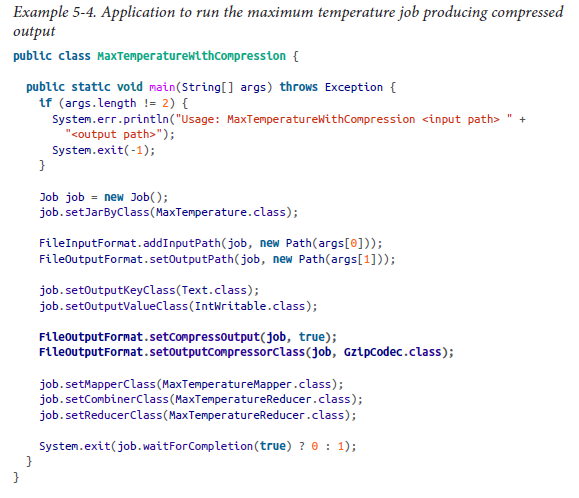 Example 5-4. Application to run the maximum temperature job producing compressed
output
public class MaxTemperatureWithCompression {
  public static void main(String[] args) throws Exception {
    if (args.length != 2) {
      System.err.println("Usage: MaxTemperatureWithCompression <input path> " +
        "<output path>");
      System.exit(-1);
    }
    Job job = new Job();
    job.setJarByClass(MaxTemperature.class);
    FileInputFormat.addInputPath(job, new Path(args[0]));
    FileOutputFormat.setOutputPath(job, new Path(args[1]));
    job.setOutputKeyClass(Text.class);
    job.setOutputValueClass(IntWritable.class);
    FileOutputFormat.setCompressOutput(job, true);
    FileOutputFormat.setOutputCompressorClass(job, GzipCodec.class);
    job.setMapperClass(MaxTemperatureMapper.class);
    job.setCombinerClass(MaxTemperatureReducer.class);
    job.setReducerClass(MaxTemperatureReducer.class);
    System.exit(job.waitForCompletion(true) ? 0 : 1);
  }
}